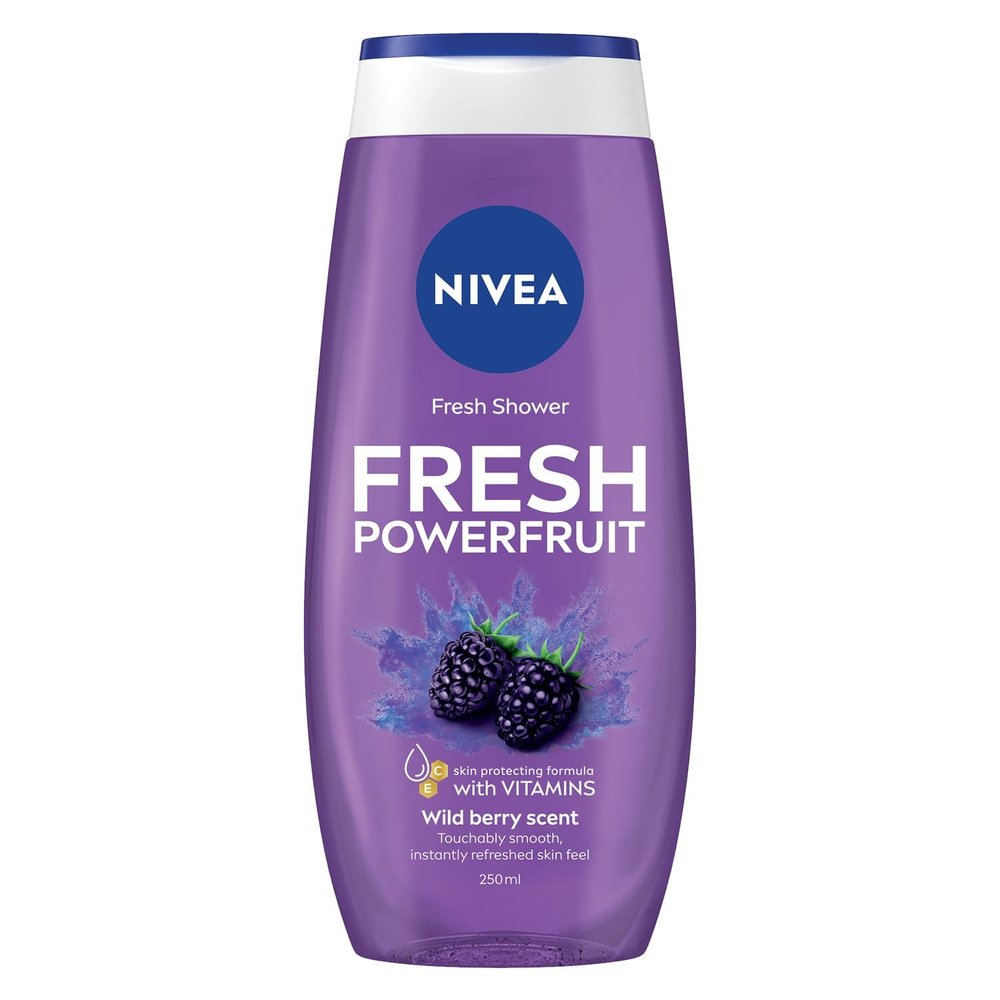 NIVEA
Fresh Shower
FRESH
POWERFRUIT
C
E
skin protecting formula
with VITAMINS
Wild berry scent
Touchably smooth,
instantly refreshed skin feel
250ml